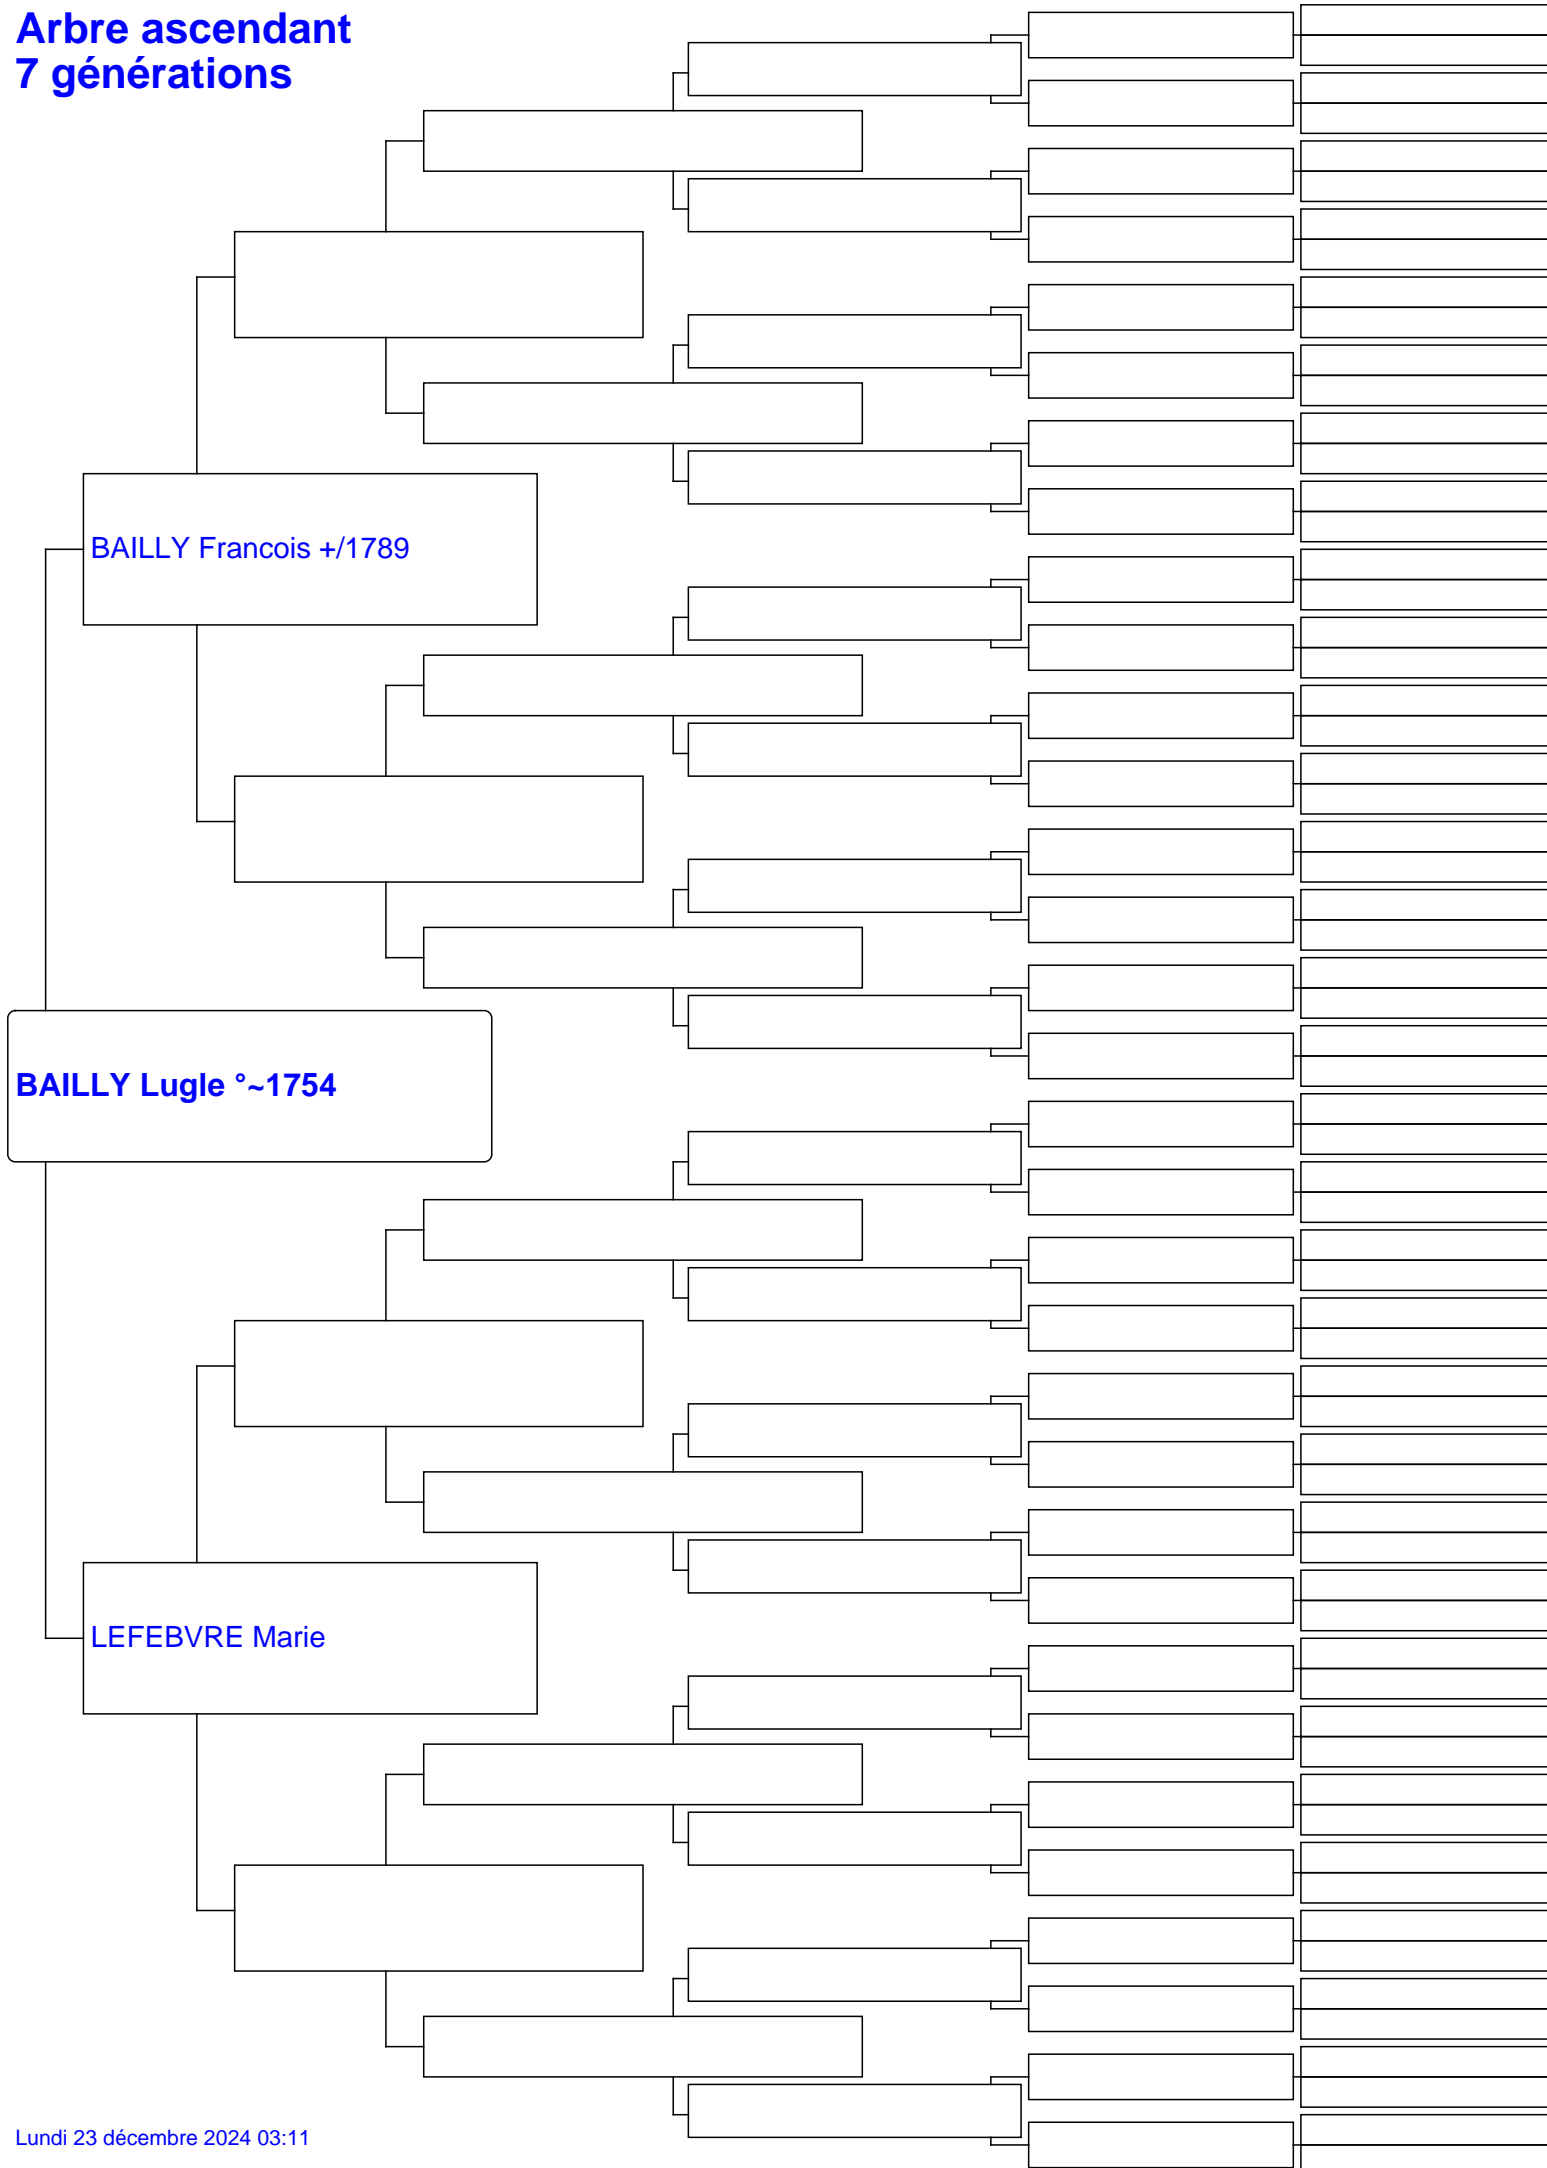 Arbre ascendant
7 générations
BAILLY Francois +/1789
BAILLY Lugle °~1754
LEFEBVRE Marie
Lundi 23 décembre 2024 03:11